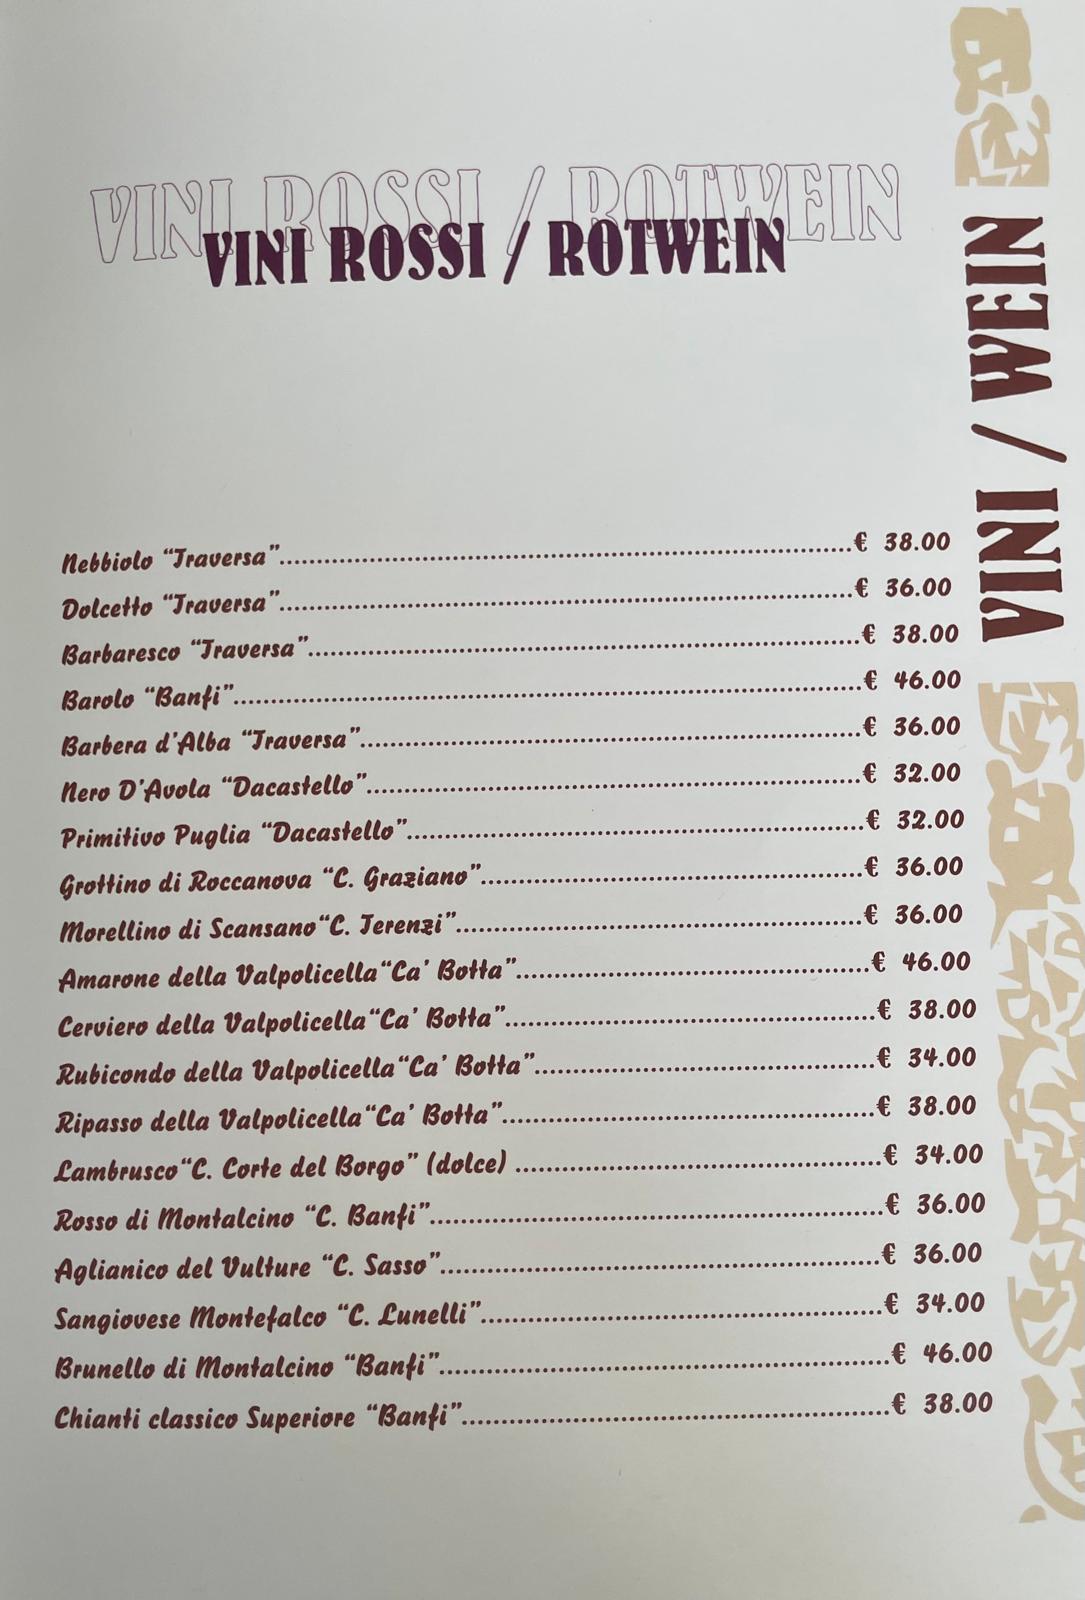 VINI ROSSI / ROTWEIN
VINI ROSSI / ROTWEIN
Nebbiolo “Traversa”........€ 38.00
Dolcetto “Traversa”........€ 36.00
Barbaresco “Traversa”........€ 38.00
Barolo “Banfi”........€ 46.00
Barbera d'Alba “Traversa”........€ 36.00
Nero D'Avola “Dacastello”........€ 32.00
Primitivo Puglia “Dacastello”........€ 32.00
Grottino di Roccanova “C. Graziano”........€ 36.00
Morellino di Scansano“C. Terenzi”........€ 36.00
Amarone della Valpolicella“Ca' Botta”........€ 46.00
Cerviero della Valpolicella“Ca' Botta”........€ 38.00
Rubicondo della Valpolicella“Ca' Botta”........€ 34.00
Ripasso della Valpolicella“Ca' Botta”........€ 38.00
Lambrusco“C. Corte del Borgo” (dolce) ........€ 34.00
Rosso di Montalcino “C. Banfi”........€ 36.00
Aglianico del Vulture “C. Sasso”........€ 36.00
Sangiovese Montefalco “C. Lunelli”........€ 34.00
Brunello di Montalcino “Banfi”........€ 46.00
Chianti classico Superiore “Banfi”........€ 38.00
VINI / WEIN